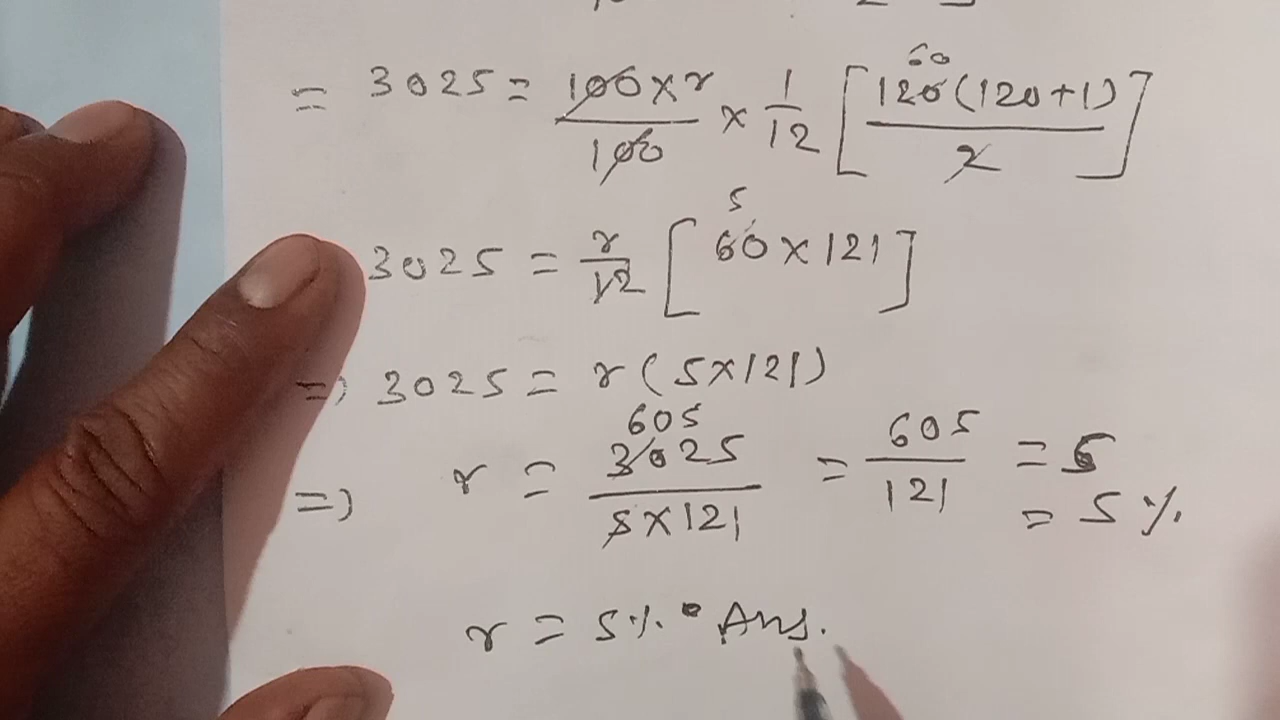 = 3025 = 100×r/100 × 1/12 [ 120(120+1)/2 ] 60
3025 = r/12 [ 60×121 ] 5
=> 3025 = r(5×121)
=> r = 3025/5×121 605 = 605/121 = 5
= 5%
r = 5% Ans.